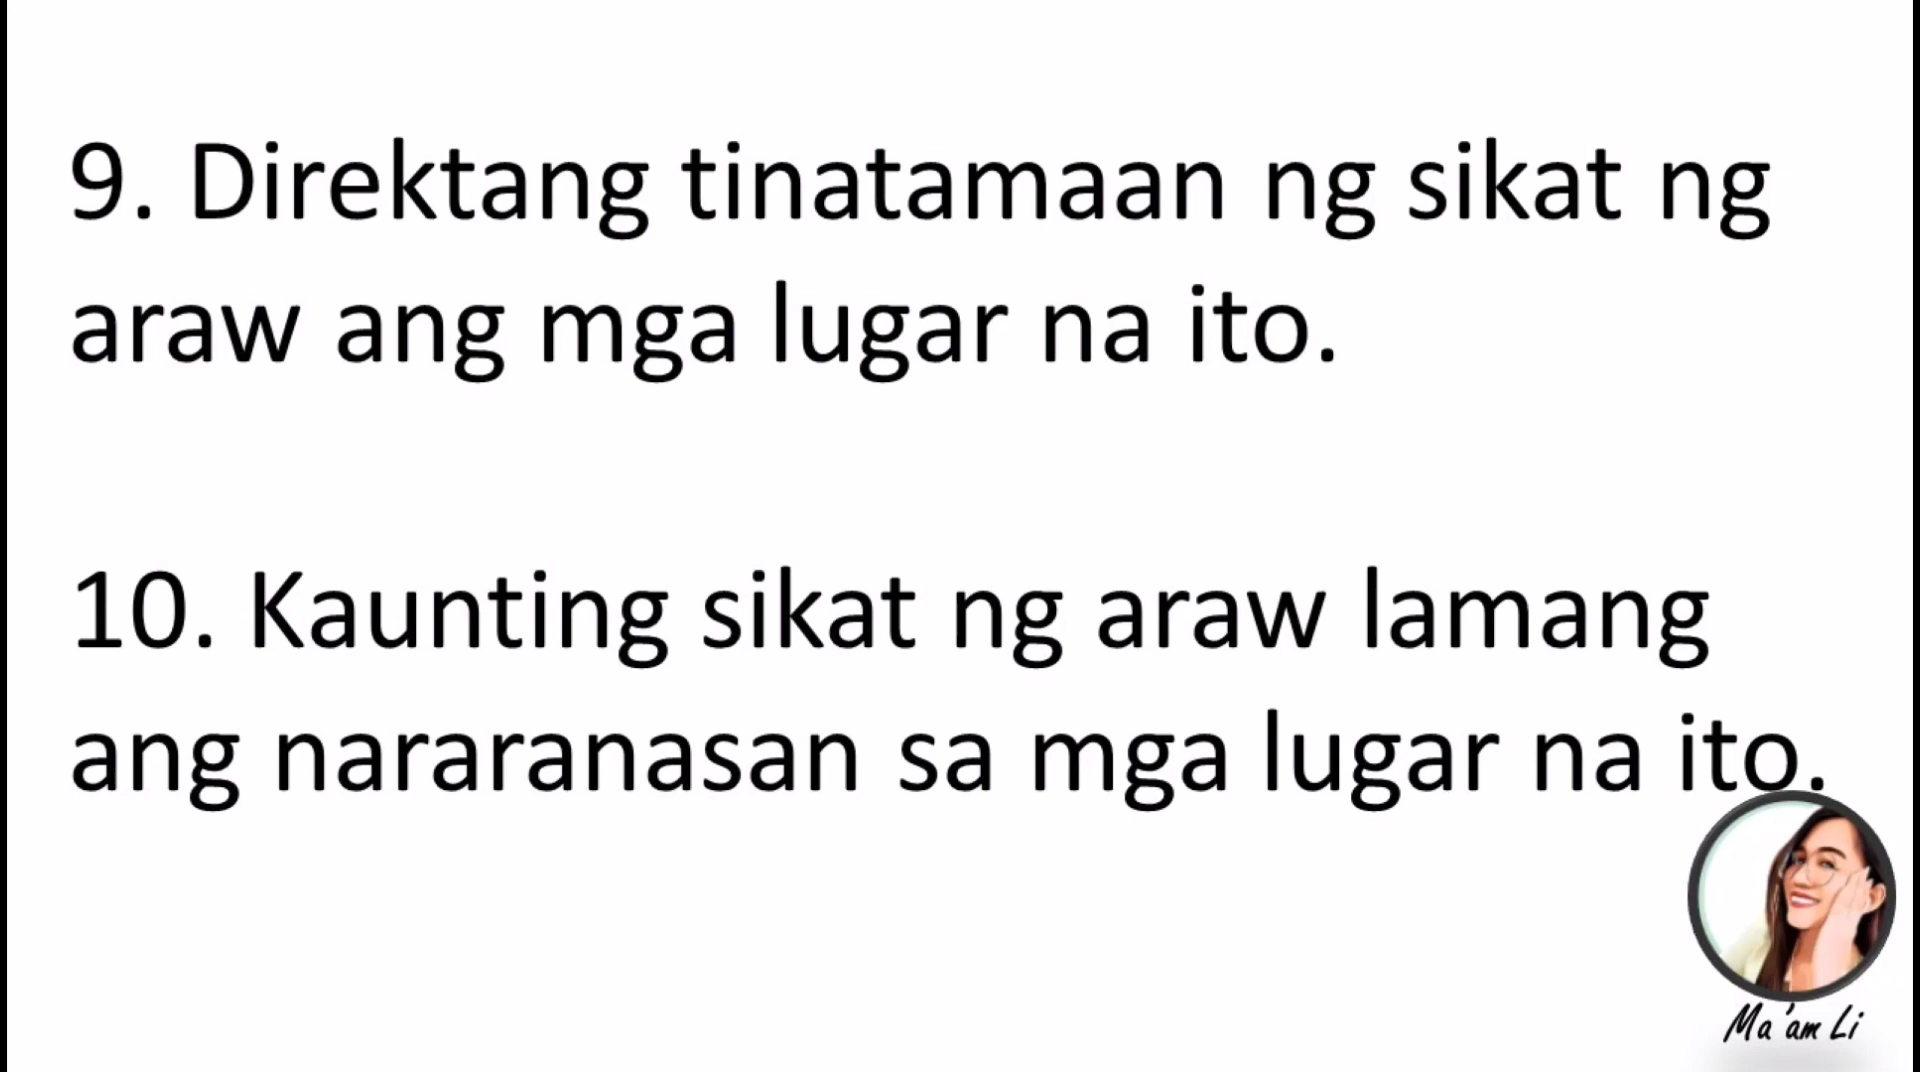 9. Direktang tinatamaan ng sikat ng
araw ang mga lugar na ito.
10. Kaunting sikat ng araw lamang
ang nararanasan sa mga lugar na ito.
Ma'am Li